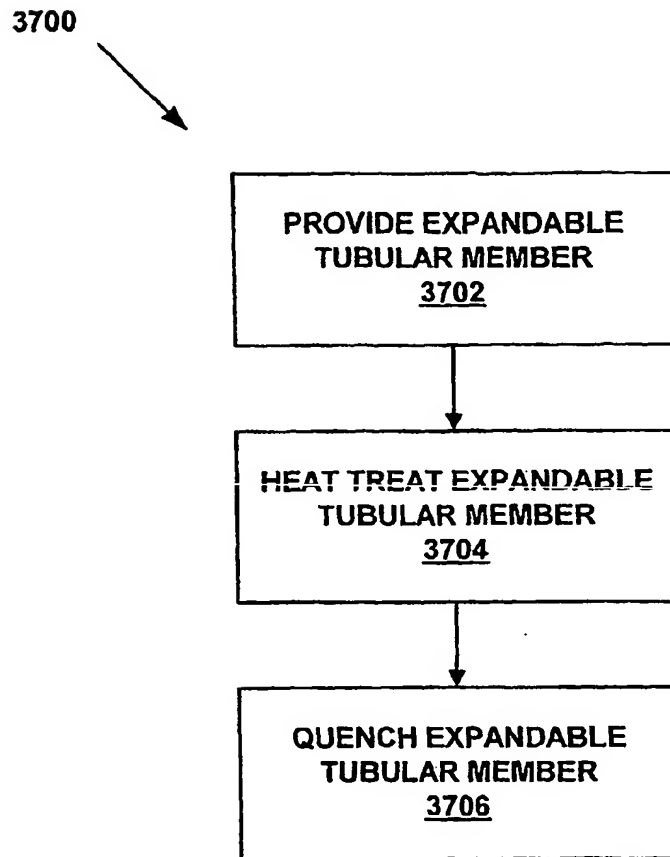 3700
PROVIDE EXPANDABLE
TUBULAR MEMBER
3702
HEAT TREAT EXPANDABLE
TUBULAR MEMBER
3704
QUENCH EXPANDABLE
TUBULAR MEMBER
3706